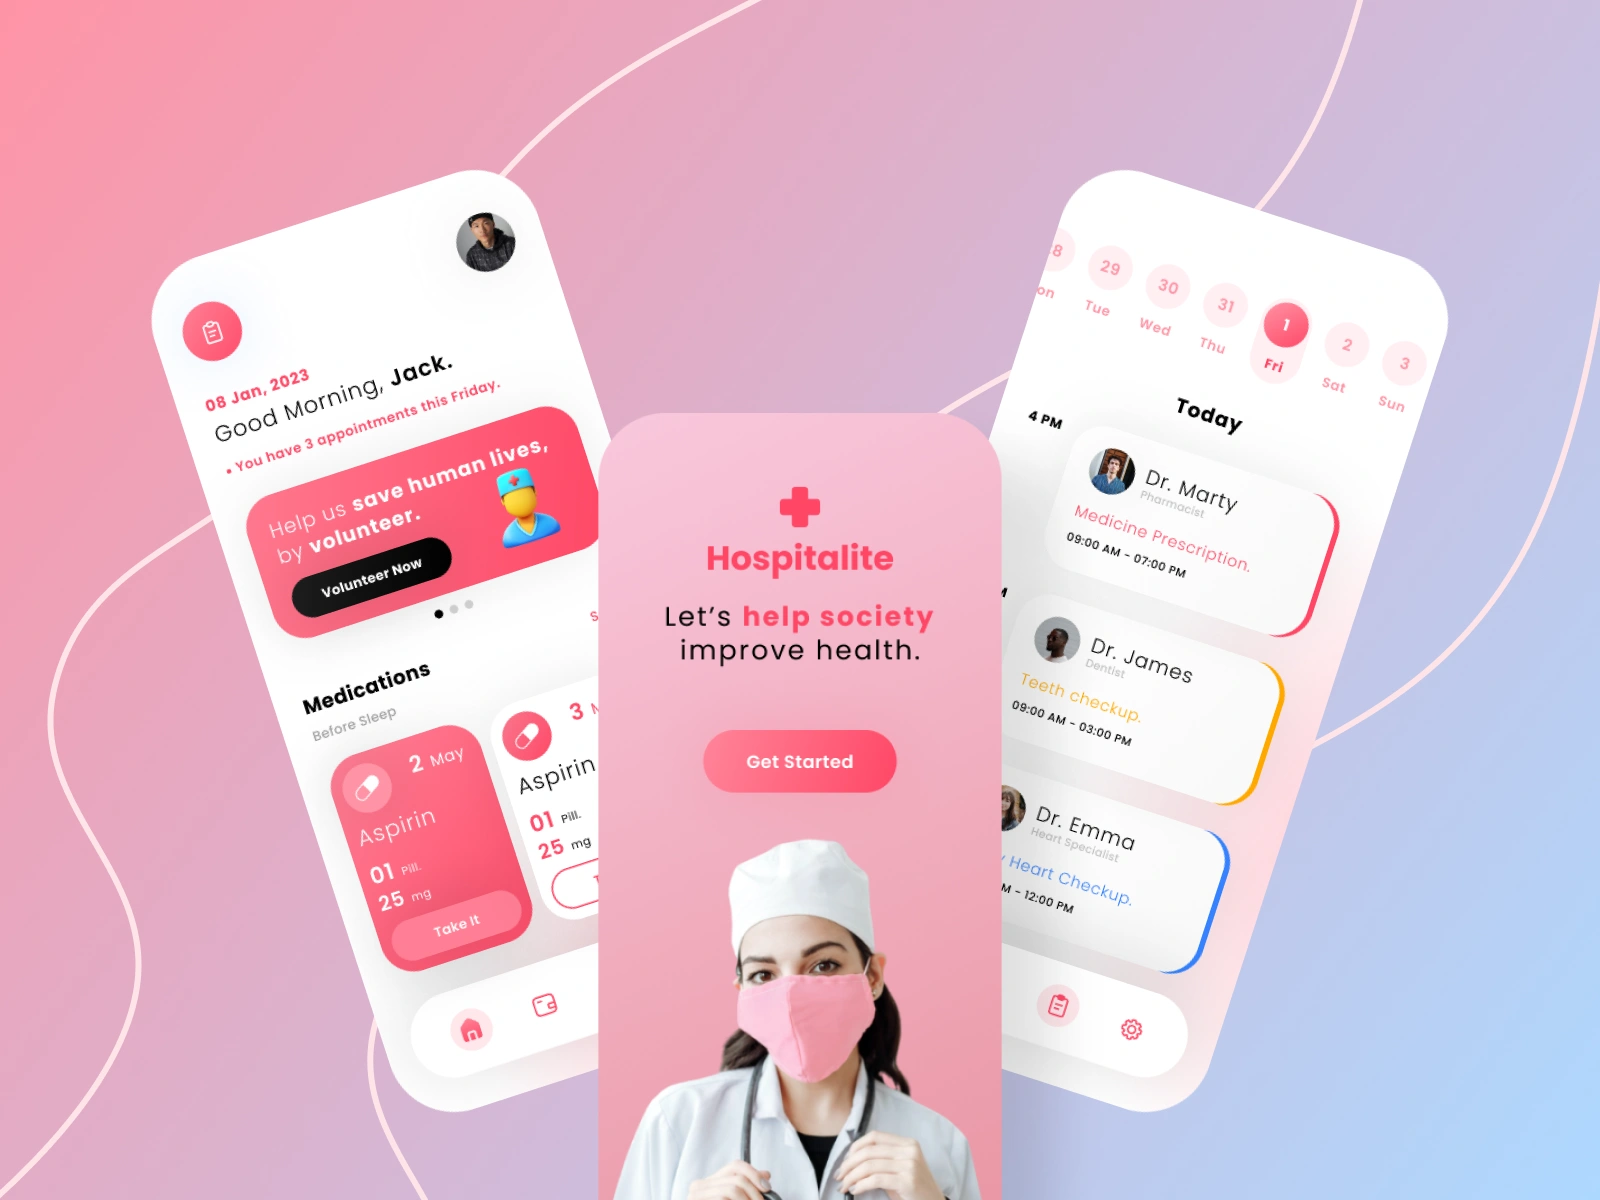 08 Jan, 2023
Good Morning, Jack.
• You have 3 appointments this Friday.
Help us save human lives,
by volunteer.
Volunteer Now
Medications
Before Sleep
2 May
Aspirin
01 Pill.
25 mg
Take It
3
Aspirin
01 Pill.
25 mg
Hospitalite
Let's help society
improve health.
Get Started
29 30 31 1 2 3
Tue Wed Thu Fri Sat Sun
Today
4 PM
Dr. Marty
Pharmacist
Medicine Prescription.
09:00 AM - 07:00 PM
Dr. James
Dentist
Teeth checkup.
09:00 AM - 03:00 PM
Dr. Emma
Heart Specialist
Heart Checkup.
- 12:00 PM